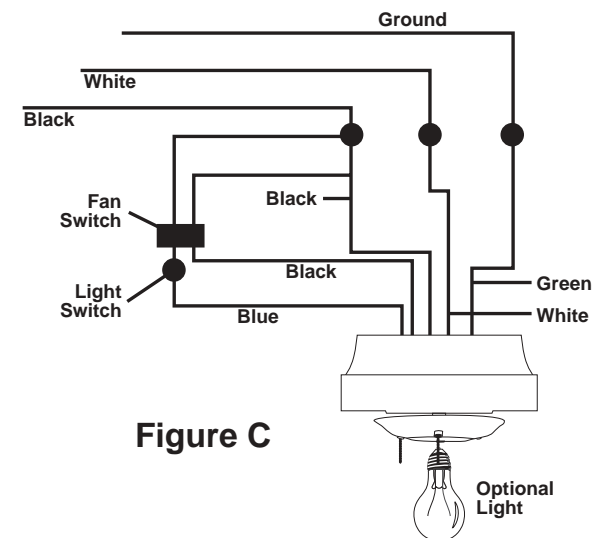 Ground
White
Black
Fan
Switch
Black
Black
Light
Switch
Blue
Green
White
Figure C
Optional
Light